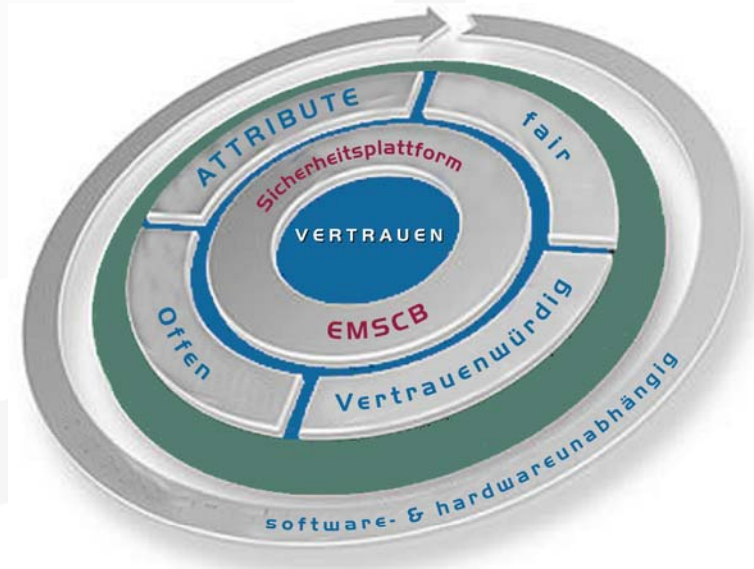 ATTRIBUTE
fair
Sicherheitsplattform
VERTRAUEN
EMSCB
Offen
Vertrauenwürdig
software- & hardwareunabhängig